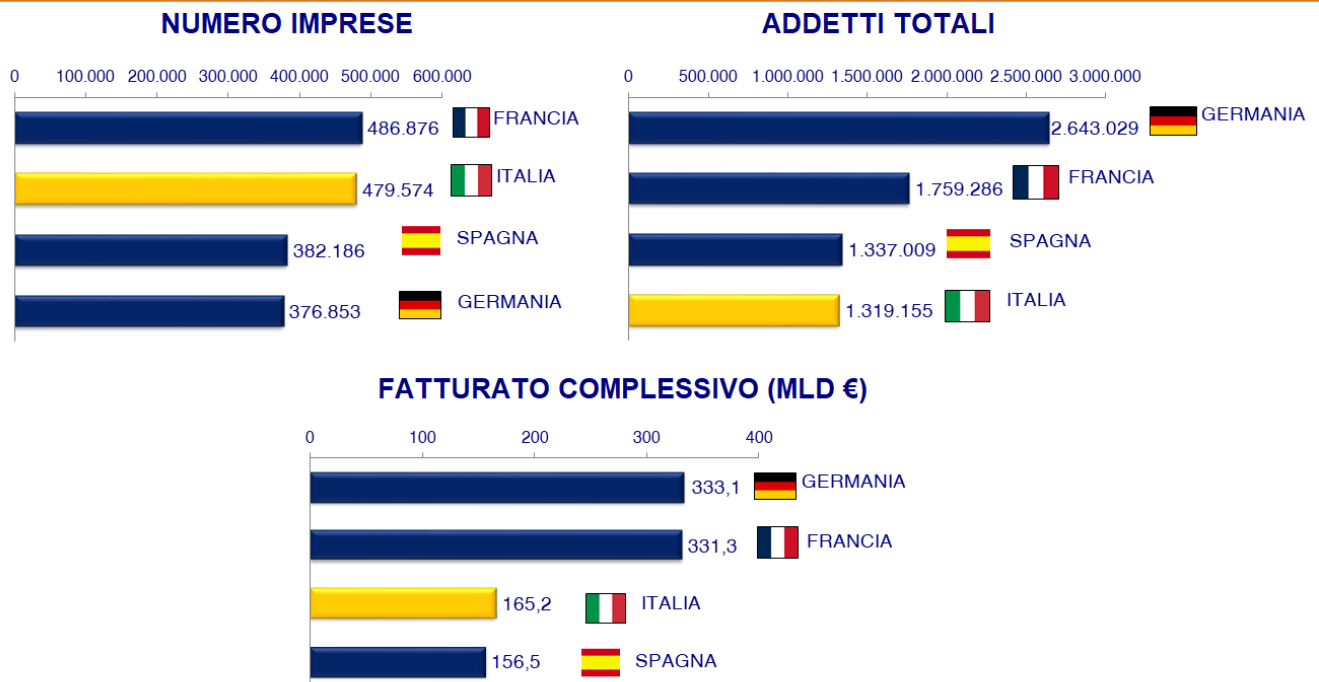 NUMERO IMPRESE
0 100.000 200.000 300.000 400.000 500.000 600.000
486.876 FRANCIA
479.574 ITALIA
382.186 SPAGNA
376.853 GERMANIA
ADDETTI TOTALI
0 500.000 1.000.000 1.500.000 2.000.000 2.500.000 3.000.000
2.643.029 GERMANIA
1.759.286 FRANCIA
1.337.009 SPAGNA
1.319.155 ITALIA
FATTURATO COMPLESSIVO (MLD €)
0 100 200 300 400
333,1 GERMANIA
331,3 FRANCIA
165,2 ITALIA
156,5 SPAGNA